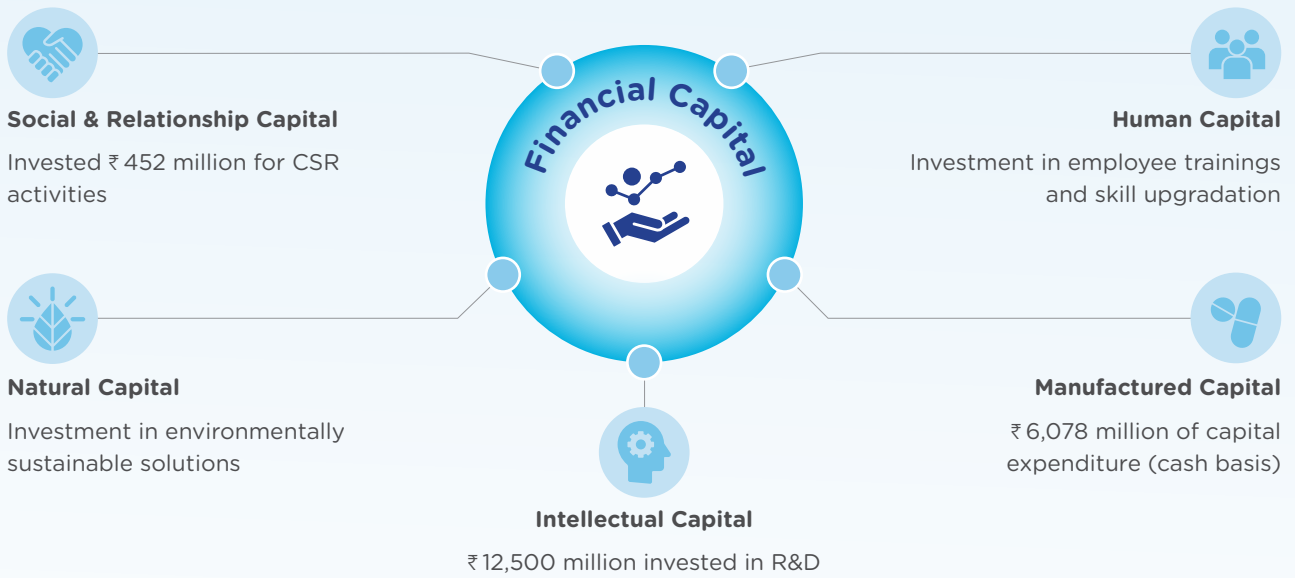 Financial Capital
Social & Relationship Capital
Invested ₹ 452 million for CSR
activities
Human Capital
Investment in employee trainings
and skill upgradation
Natural Capital
Investment in environmentally
sustainable solutions
Manufactured Capital
₹ 6,078 million of capital
expenditure (cash basis)
Intellectual Capital
₹ 12,500 million invested in R&D